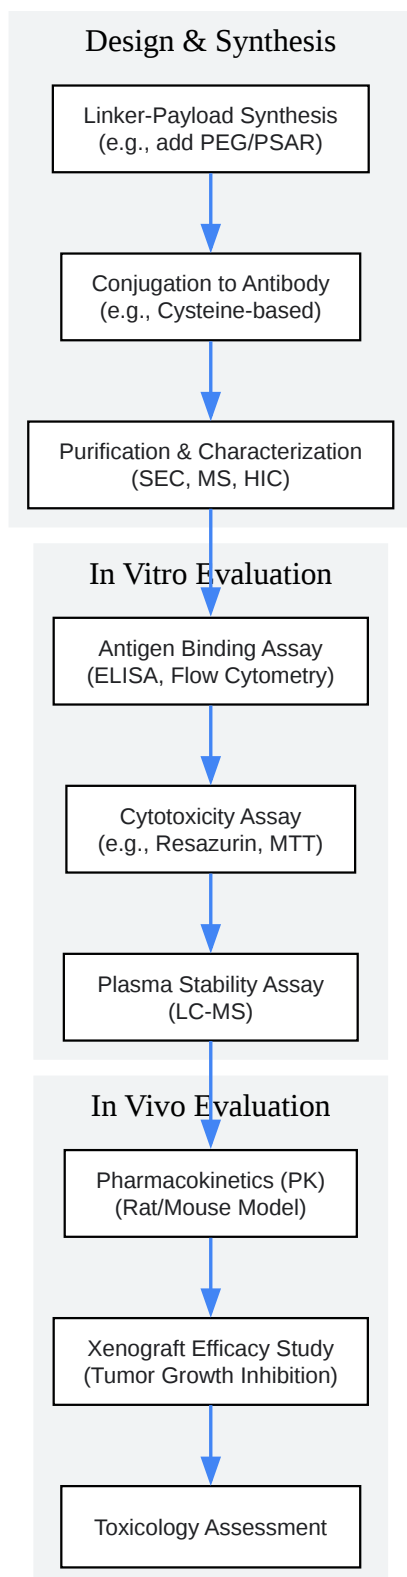 Design & Synthesis
Linker-Payload Synthesis
(e.g., add PEG/PSAR)
Conjugation to Antibody
(e.g., Cysteine-based)
Purification & Characterization
(SEC, MS, HIC)
In Vitro Evaluation
Antigen Binding Assay
(ELISA, Flow Cytometry)
Cytotoxicity Assay
(e.g., Resazurin, MTT)
Plasma Stability Assay
(LC-MS)
In Vivo Evaluation
Pharmacokinetics (PK)
(Rat/Mouse Model)
Xenograft Efficacy Study
(Tumor Growth Inhibition)
Toxicology Assessment